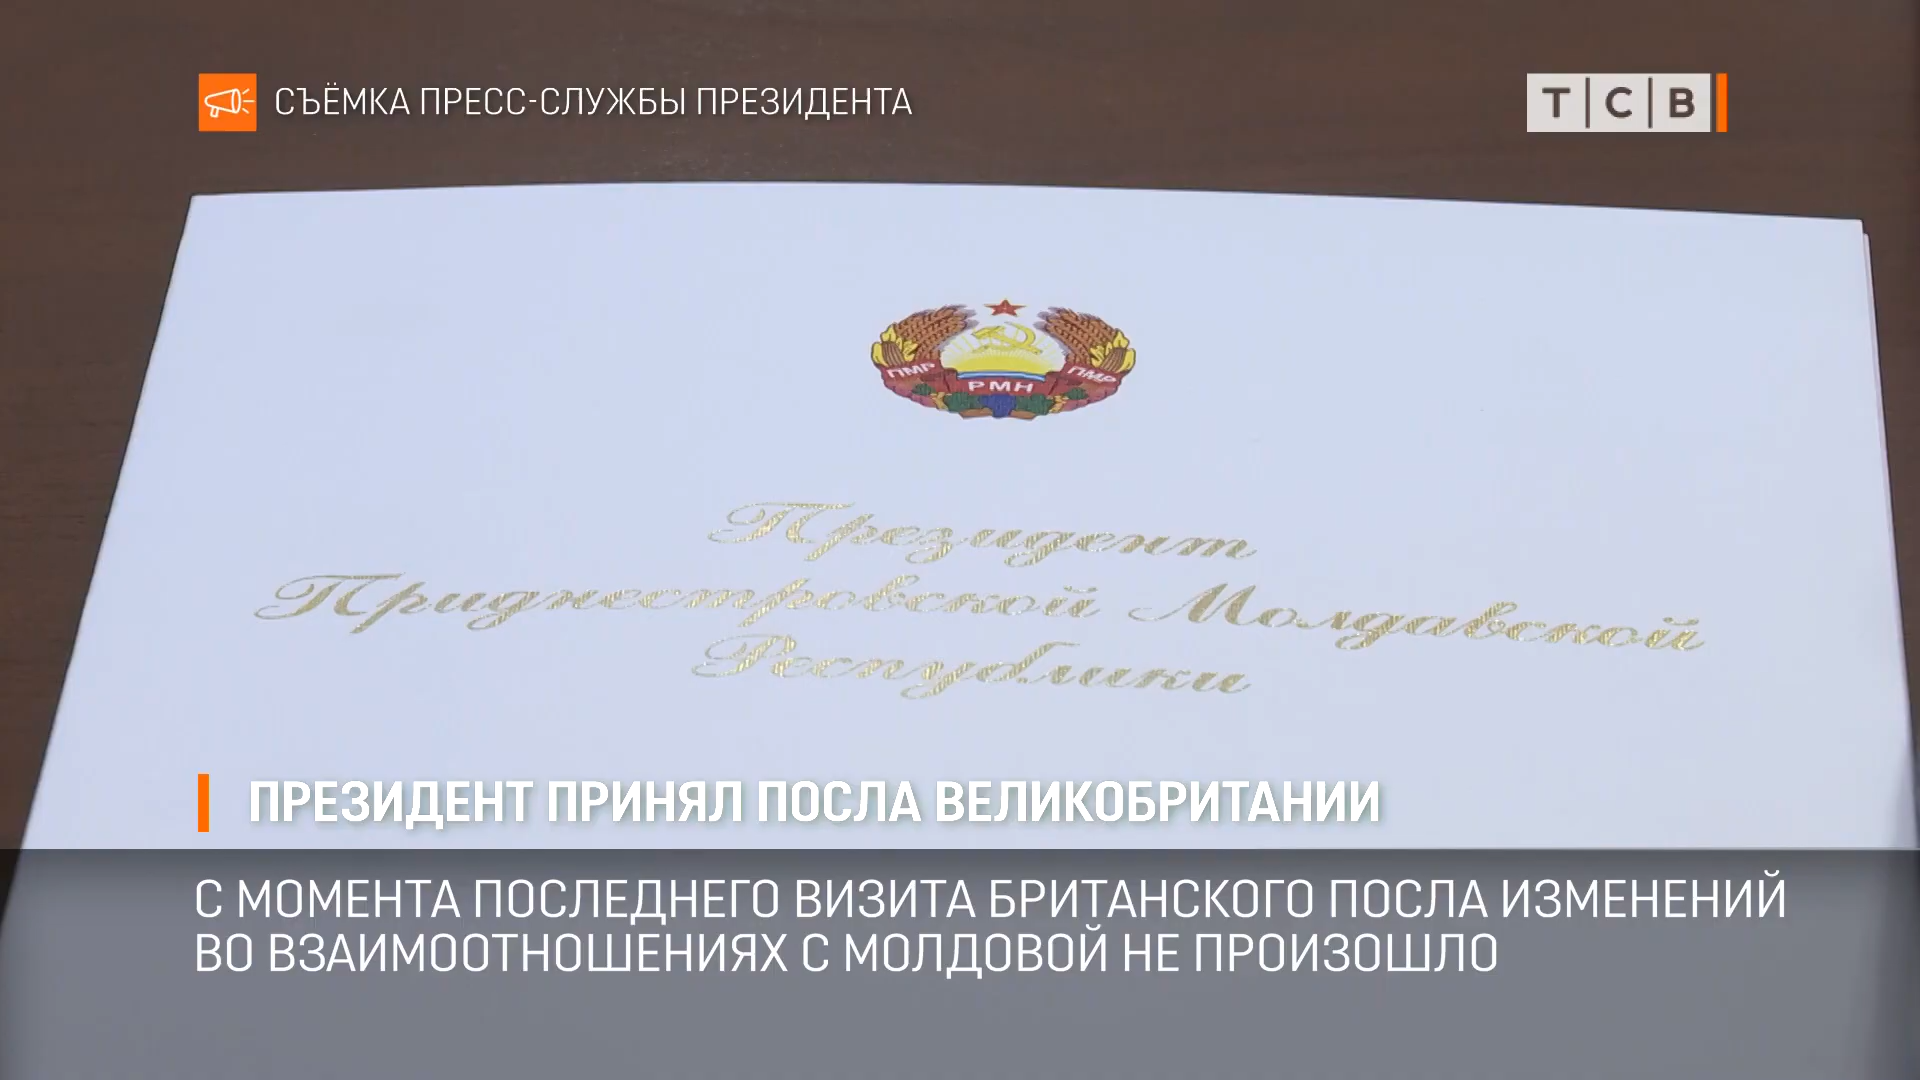 СЪЁМКА ПРЕСС-СЛУЖБЫ ПРЕЗИДЕНТА
ТСВ
ПМР РМН ПМР
Президент
Приднестровской Молдавской
Республики
ПРЕЗИДЕНТ ПРИНЯЛ ПОСЛА ВЕЛИКОБРИТАНИИ
С МОМЕНТА ПОСЛЕДНЕГО ВИЗИТА БРИТАНСКОГО ПОСЛА ИЗМЕНЕНИЙ
ВО ВЗАИМООТНОШЕНИЯХ С МОЛДОВОЙ НЕ ПРОИЗОШЛО